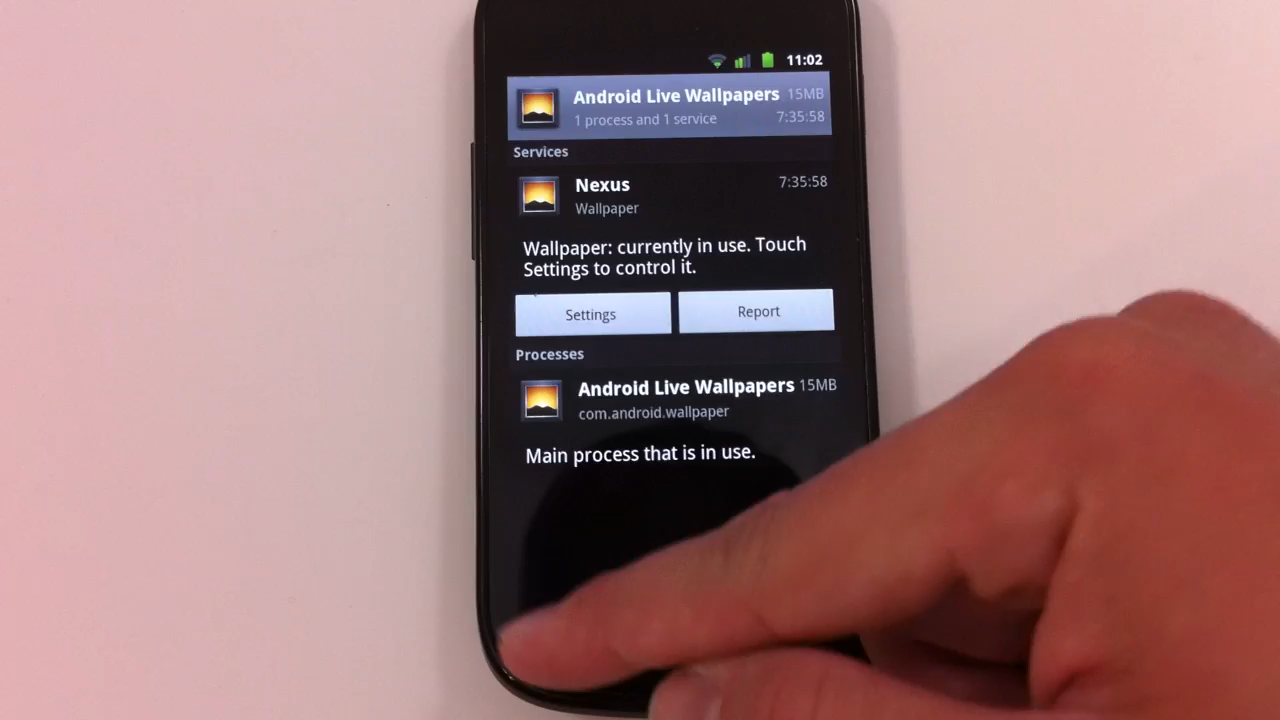 11:02
Android Live Wallpapers 15MB
1 process and 1 service 7:35:58
Services
Nexus 7:35:58
Wallpaper
Wallpaper: currently in use. Touch
Settings to control it.
Settings Report
Processes
Android Live Wallpapers 15MB
com.android.wallpaper
Main process that is in use.